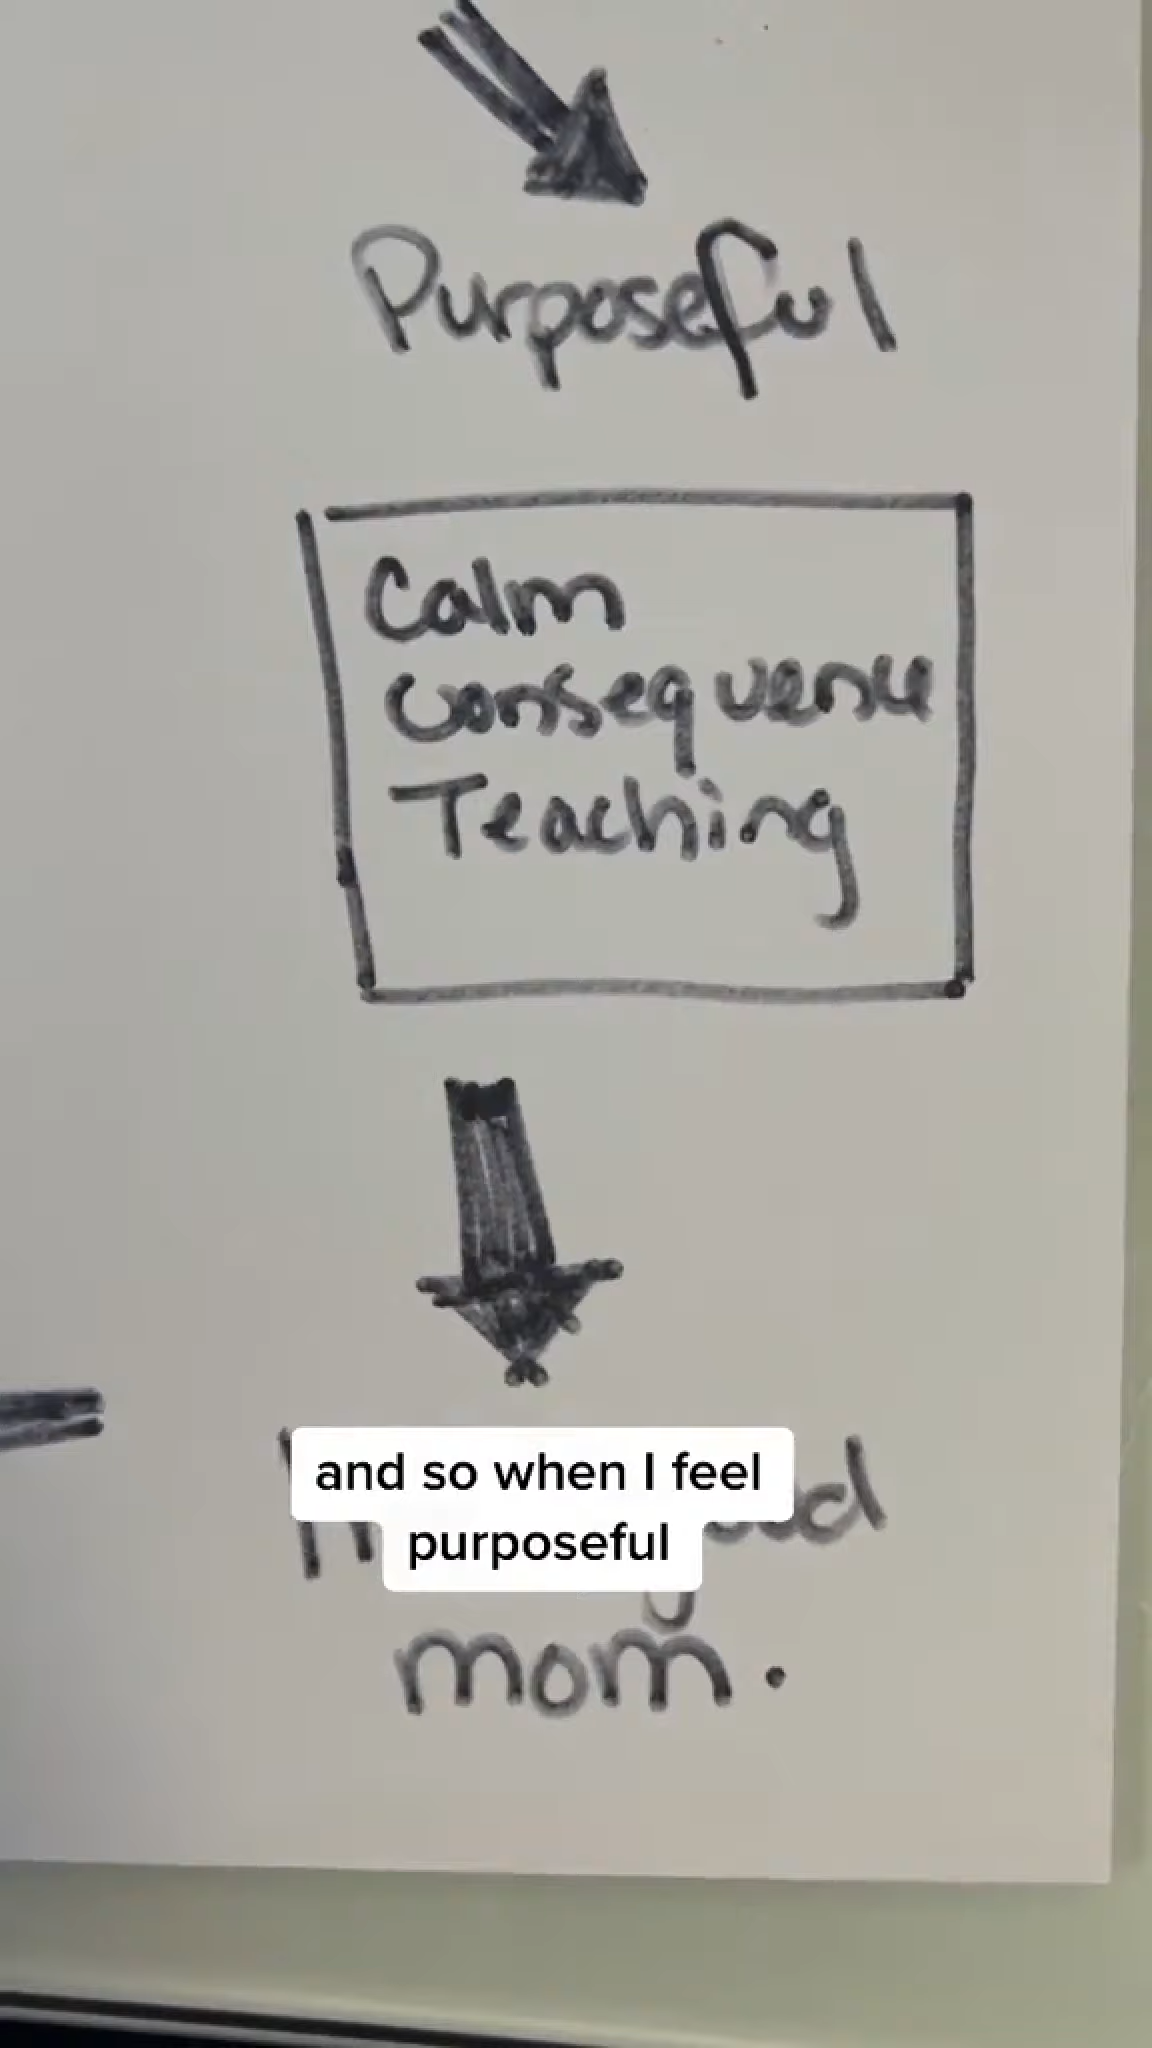 Purposeful
Calm
Consequence
Teaching
and so when I feel
purposeful
mom.